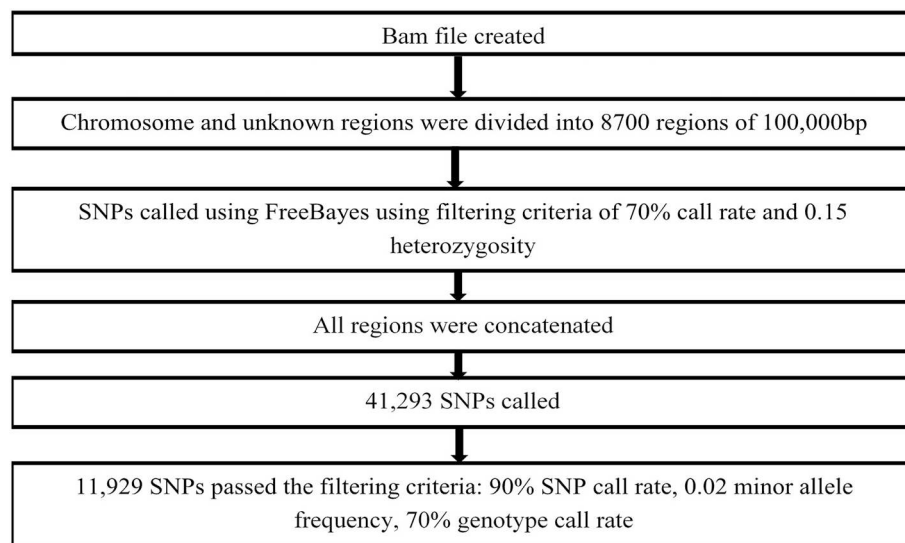 Bam file created
Chromosome and unknown regions were divided into 8700 regions of 100,000bp
SNPs called using FreeBayes using filtering criteria of 70% call rate and 0.15
heterozygosity
All regions were concatenated
41,293 SNPs called
11,929 SNPs passed the filtering criteria: 90% SNP call rate, 0.02 minor allele
frequency, 70% genotype call rate